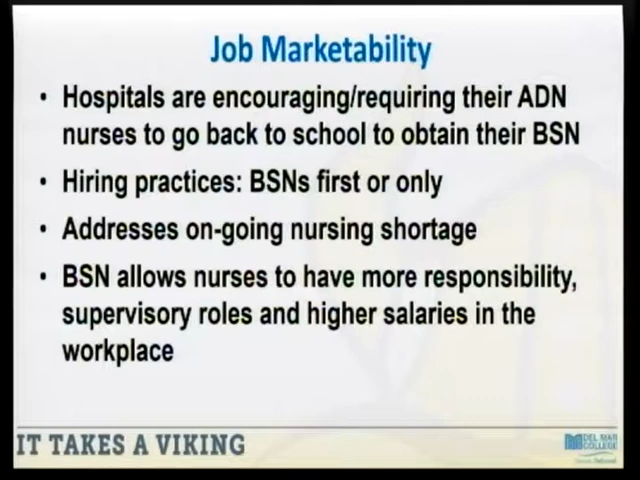 Job Marketability
• Hospitals are encouraging/requiring their ADN
nurses to go back to school to obtain their BSN
• Hiring practices: BSNs first or only
• Addresses on-going nursing shortage
• BSN allows nurses to have more responsibility,
supervisory roles and higher salaries in the
workplace
IT TAKES A VIKING
DEL MAR
COLLEGE